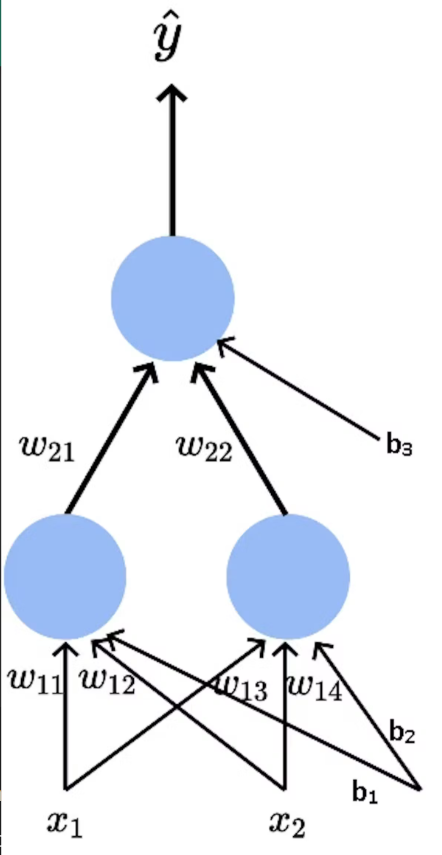 ŷ
w₂₁ w₂₂ b₃
w₁₁ w₁₂ w₁₃ w₁₄
b₂
b₁
x₁ x₂